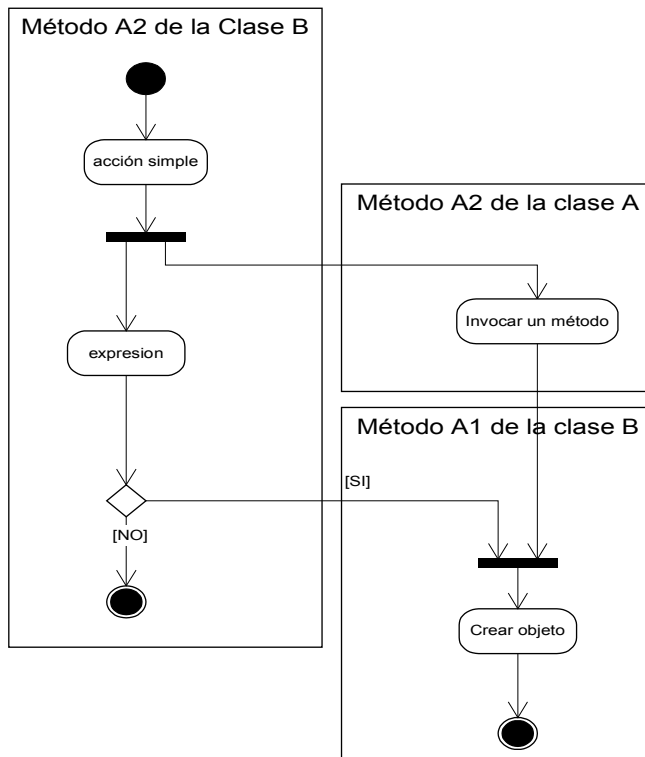 Método A2 de la Clase B
acción simple
Método A2 de la clase A
Invocar un método
expresion
Método A1 de la clase B
[SI]
[NO]
Crear objeto